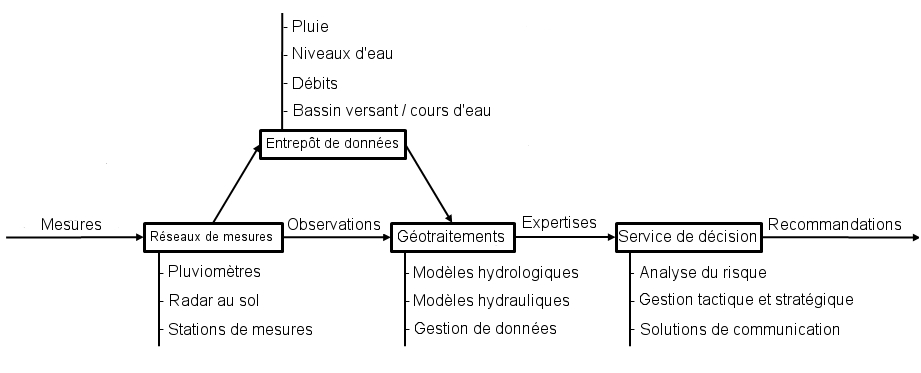 - Pluie
- Niveaux d'eau
- Débits
- Bassin versant / cours d'eau
Entrepôt de données
Mesures
Réseaux de mesures
Observations
Géotraitements
Expertises
Service de décision
Recommandations
- Pluviomètres
- Radar au sol
- Stations de mesures
- Modèles hydrologiques
- Modèles hydrauliques
- Gestion de données
- Analyse du risque
- Gestion tactique et stratégique
- Solutions de communication